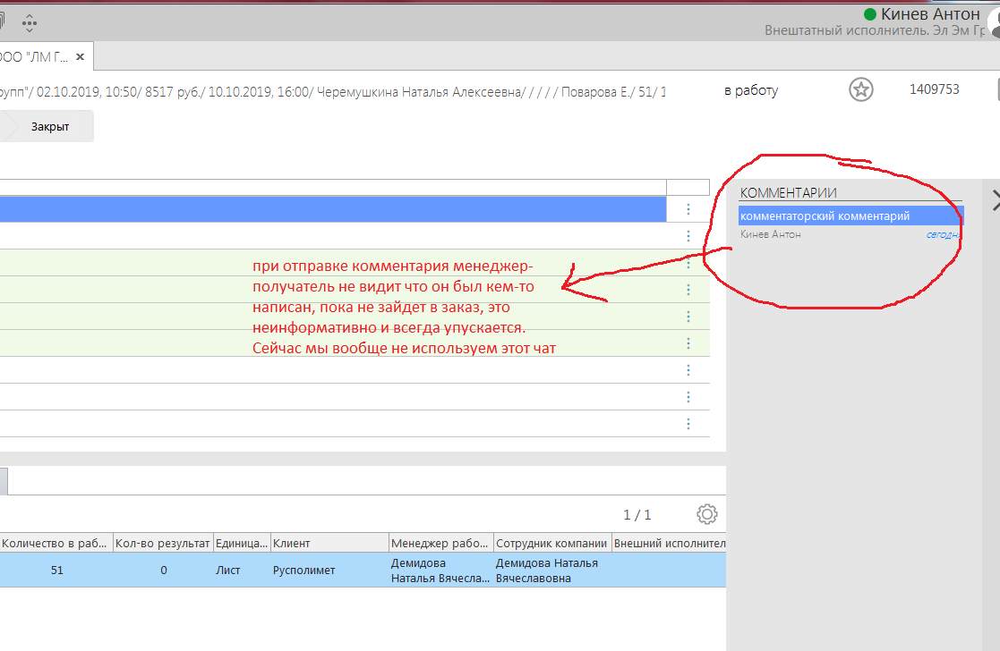 Кинев Антон
Внештатный исполнитель. Эл Эм Гр
ООО "ЛМ Г... ×
рупп"/ 02.10.2019, 10:50/ 8517 руб./ 10.10.2019, 16:00/ Черемушкина Наталья Алексеевна/ / / / / Поварова Е./ 51/ 1
в работу
1409753
Закрыт
КОММЕНТАРИИ
комментаторский комментарий
Кинев Антон
сегодн
при отправке комментария менеджер-
получатель не видит что он был кем-то
написан, пока не зайдет в заказ, это
неинформативно и всегда упускается.
Сейчас мы вообще не используем этот чат
1 / 1
Количество в раб... Кол-во результат Единица... Клиент Менеджер рабо... Сотрудник компании Внешний исполнител
51 0 Лист Русполимет Демидова Наталья Вячесла... Демидова Наталья Вячеславовна